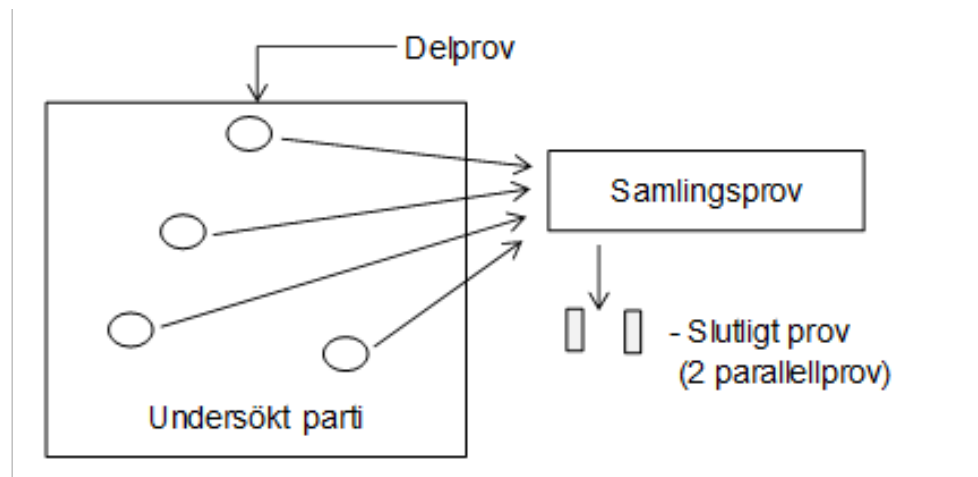 Delprov
Samlingsprov
- Slutligt prov
(2 parallellprov)
Undersökt parti